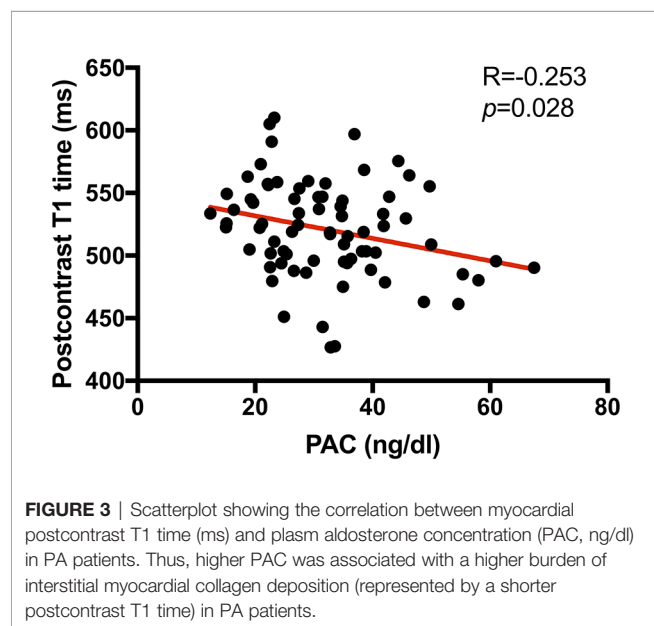 R=-0.253
p=0.028
Postcontrast T1 time (ms)
650
600
550
500
450
400
0 20 40 60 80
PAC (ng/dl)
FIGURE 3 | Scatterplot showing the correlation between myocardial
postcontrast T1 time (ms) and plasm aldosterone concentration (PAC, ng/dl)
in PA patients. Thus, higher PAC was associated with a higher burden of
interstitial myocardial collagen deposition (represented by a shorter
postcontrast T1 time) in PA patients.